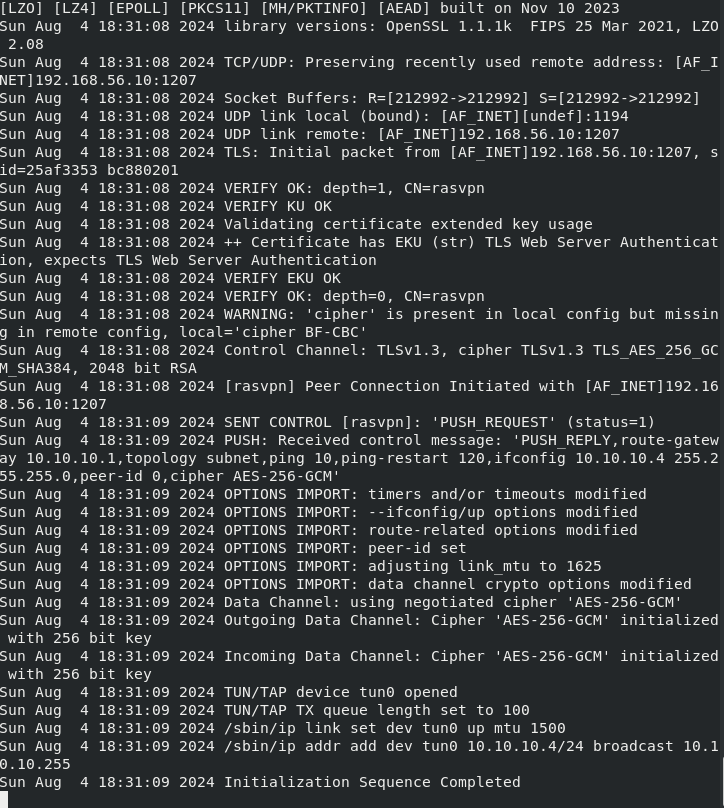 [LZO] [LZ4] [EPOLL] [PKCS11] [MH/PKTINFO] [AEAD] built on Nov 10 2023
Sun Aug  4 18:31:08 2024 library versions: OpenSSL 1.1.1k  FIPS 25 Mar 2021, LZO
 2.08
Sun Aug  4 18:31:08 2024 TCP/UDP: Preserving recently used remote address: [AF_I
NET]192.168.56.10:1207
Sun Aug  4 18:31:08 2024 Socket Buffers: R=[212992->212992] S=[212992->212992]
Sun Aug  4 18:31:08 2024 UDP link local (bound): [AF_INET][undef]:1194
Sun Aug  4 18:31:08 2024 UDP link remote: [AF_INET]192.168.56.10:1207
Sun Aug  4 18:31:08 2024 TLS: Initial packet from [AF_INET]192.168.56.10:1207, s
id=25af3353 bc880201
Sun Aug  4 18:31:08 2024 VERIFY OK: depth=1, CN=rasvpn
Sun Aug  4 18:31:08 2024 VERIFY KU OK
Sun Aug  4 18:31:08 2024 Validating certificate extended key usage
Sun Aug  4 18:31:08 2024 ++ Certificate has EKU (str) TLS Web Server Authenticat
ion, expects TLS Web Server Authentication
Sun Aug  4 18:31:08 2024 VERIFY EKU OK
Sun Aug  4 18:31:08 2024 VERIFY OK: depth=0, CN=rasvpn
Sun Aug  4 18:31:08 2024 WARNING: 'cipher' is present in local config but missin
g in remote config, local='cipher BF-CBC'
Sun Aug  4 18:31:08 2024 Control Channel: TLSv1.3, cipher TLSv1.3 TLS_AES_256_GC
M_SHA384, 2048 bit RSA
Sun Aug  4 18:31:08 2024 [rasvpn] Peer Connection Initiated with [AF_INET]192.16
8.56.10:1207
Sun Aug  4 18:31:09 2024 SENT CONTROL [rasvpn]: 'PUSH_REQUEST' (status=1)
Sun Aug  4 18:31:09 2024 PUSH: Received control message: 'PUSH_REPLY,route-gatew
ay 10.10.10.1,topology subnet,ping 10,ping-restart 120,ifconfig 10.10.10.4 255.2
55.255.0,peer-id 0,cipher AES-256-GCM'
Sun Aug  4 18:31:09 2024 OPTIONS IMPORT: timers and/or timeouts modified
Sun Aug  4 18:31:09 2024 OPTIONS IMPORT: --ifconfig/up options modified
Sun Aug  4 18:31:09 2024 OPTIONS IMPORT: route-related options modified
Sun Aug  4 18:31:09 2024 OPTIONS IMPORT: peer-id set
Sun Aug  4 18:31:09 2024 OPTIONS IMPORT: adjusting link_mtu to 1625
Sun Aug  4 18:31:09 2024 OPTIONS IMPORT: data channel crypto options modified
Sun Aug  4 18:31:09 2024 Data Channel: using negotiated cipher 'AES-256-GCM'
Sun Aug  4 18:31:09 2024 Outgoing Data Channel: Cipher 'AES-256-GCM' initialized
 with 256 bit key
Sun Aug  4 18:31:09 2024 Incoming Data Channel: Cipher 'AES-256-GCM' initialized
 with 256 bit key
Sun Aug  4 18:31:09 2024 TUN/TAP device tun0 opened
Sun Aug  4 18:31:09 2024 TUN/TAP TX queue length set to 100
Sun Aug  4 18:31:09 2024 /sbin/ip link set dev tun0 up mtu 1500
Sun Aug  4 18:31:09 2024 /sbin/ip addr add dev tun0 10.10.10.4/24 broadcast 10.1
0.10.255
Sun Aug  4 18:31:09 2024 Initialization Sequence Completed